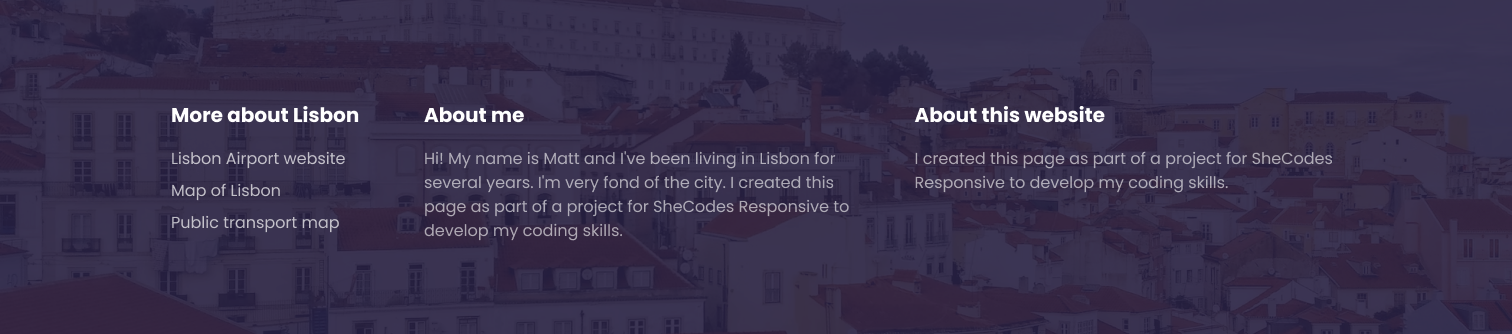 More about Lisbon
Lisbon Airport website
Map of Lisbon
Public transport map
About me
Hi! My name is Matt and I've been living in Lisbon for
several years. I'm very fond of the city. I created this
page as part of a project for SheCodes Responsive to
develop my coding skills.
About this website
I created this page as part of a project for SheCodes
Responsive to develop my coding skills.